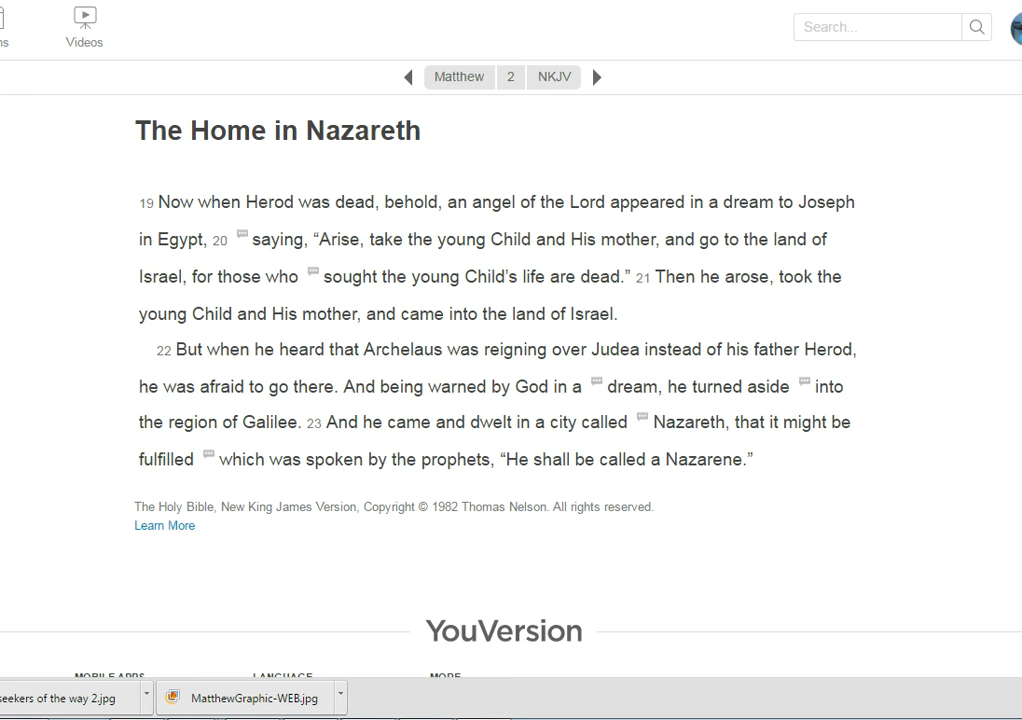 ns
Videos
Search...
Matthew 2 NKJV
The Home in Nazareth
19 Now when Herod was dead, behold, an angel of the Lord appeared in a dream to Joseph
in Egypt, 20 saying, “Arise, take the young Child and His mother, and go to the land of
Israel, for those who sought the young Child’s life are dead.” 21 Then he arose, took the
young Child and His mother, and came into the land of Israel.
22 But when he heard that Archelaus was reigning over Judea instead of his father Herod,
he was afraid to go there. And being warned by God in a dream, he turned aside into
the region of Galilee. 23 And he came and dwelt in a city called Nazareth, that it might be
fulfilled which was spoken by the prophets, “He shall be called a Nazarene.”
The Holy Bible, New King James Version, Copyright © 1982 Thomas Nelson. All rights reserved.
Learn More
YouVersion
MOBILE APPS LANGUAGE MORE
seekers of the way 2.jpg MatthewGraphic-WEB.jpg